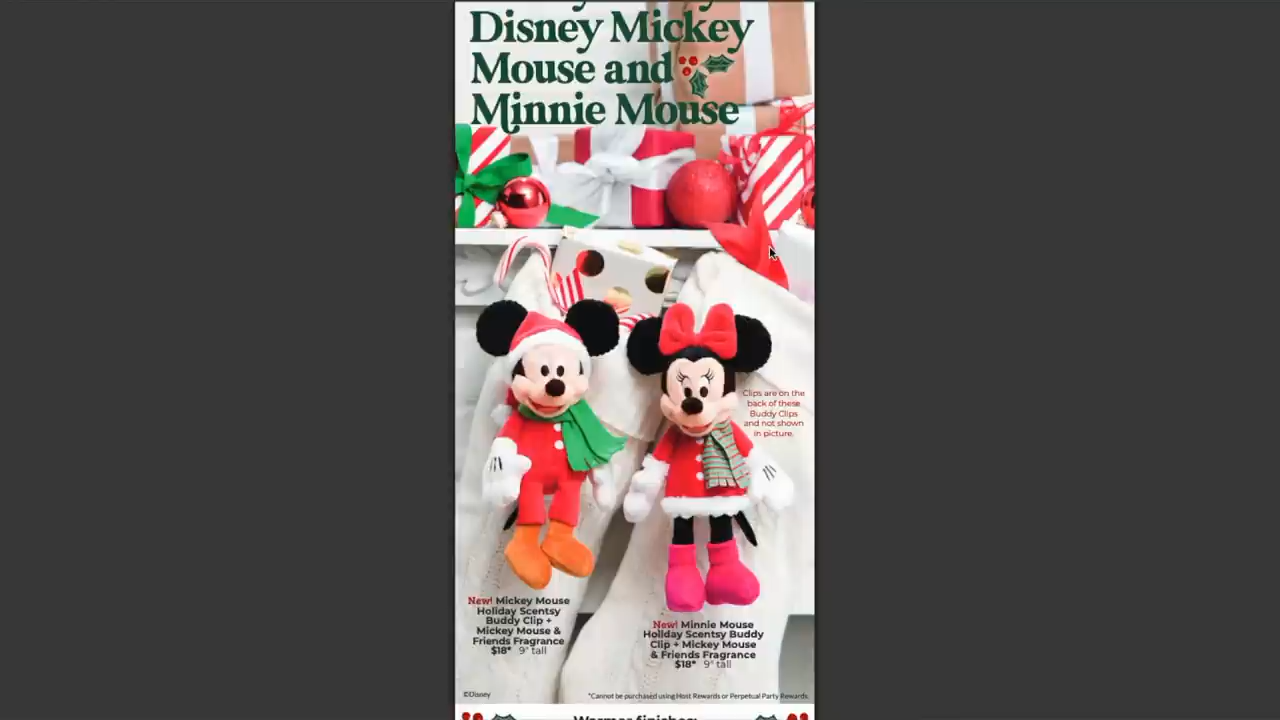 Disney Mickey
Mouse and
Minnie Mouse
Clips are on the
back of these
Buddy Clips
and not shown
in picture.
New! Mickey Mouse
Holiday Scentsy
Buddy Clip +
Mickey Mouse &
Friends Fragrance
$18* 9" tall
New! Minnie Mouse
Holiday Scentsy Buddy
Clip + Mickey Mouse
& Friends Fragrance
$18* 9" tall
©Disney
*Cannot be purchased using Host Rewards or Perpetual Party Rewards.
Warmer finishes: